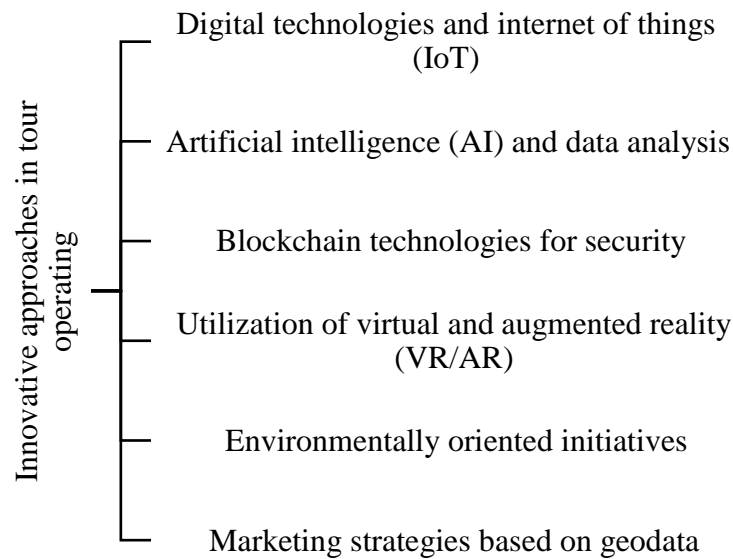 Innovative approaches in tour
operating
Digital technologies and internet of things
(IoT)
Artificial intelligence (AI) and data analysis
Blockchain technologies for security
Utilization of virtual and augmented reality
(VR/AR)
Environmentally oriented initiatives
Marketing strategies based on geodata